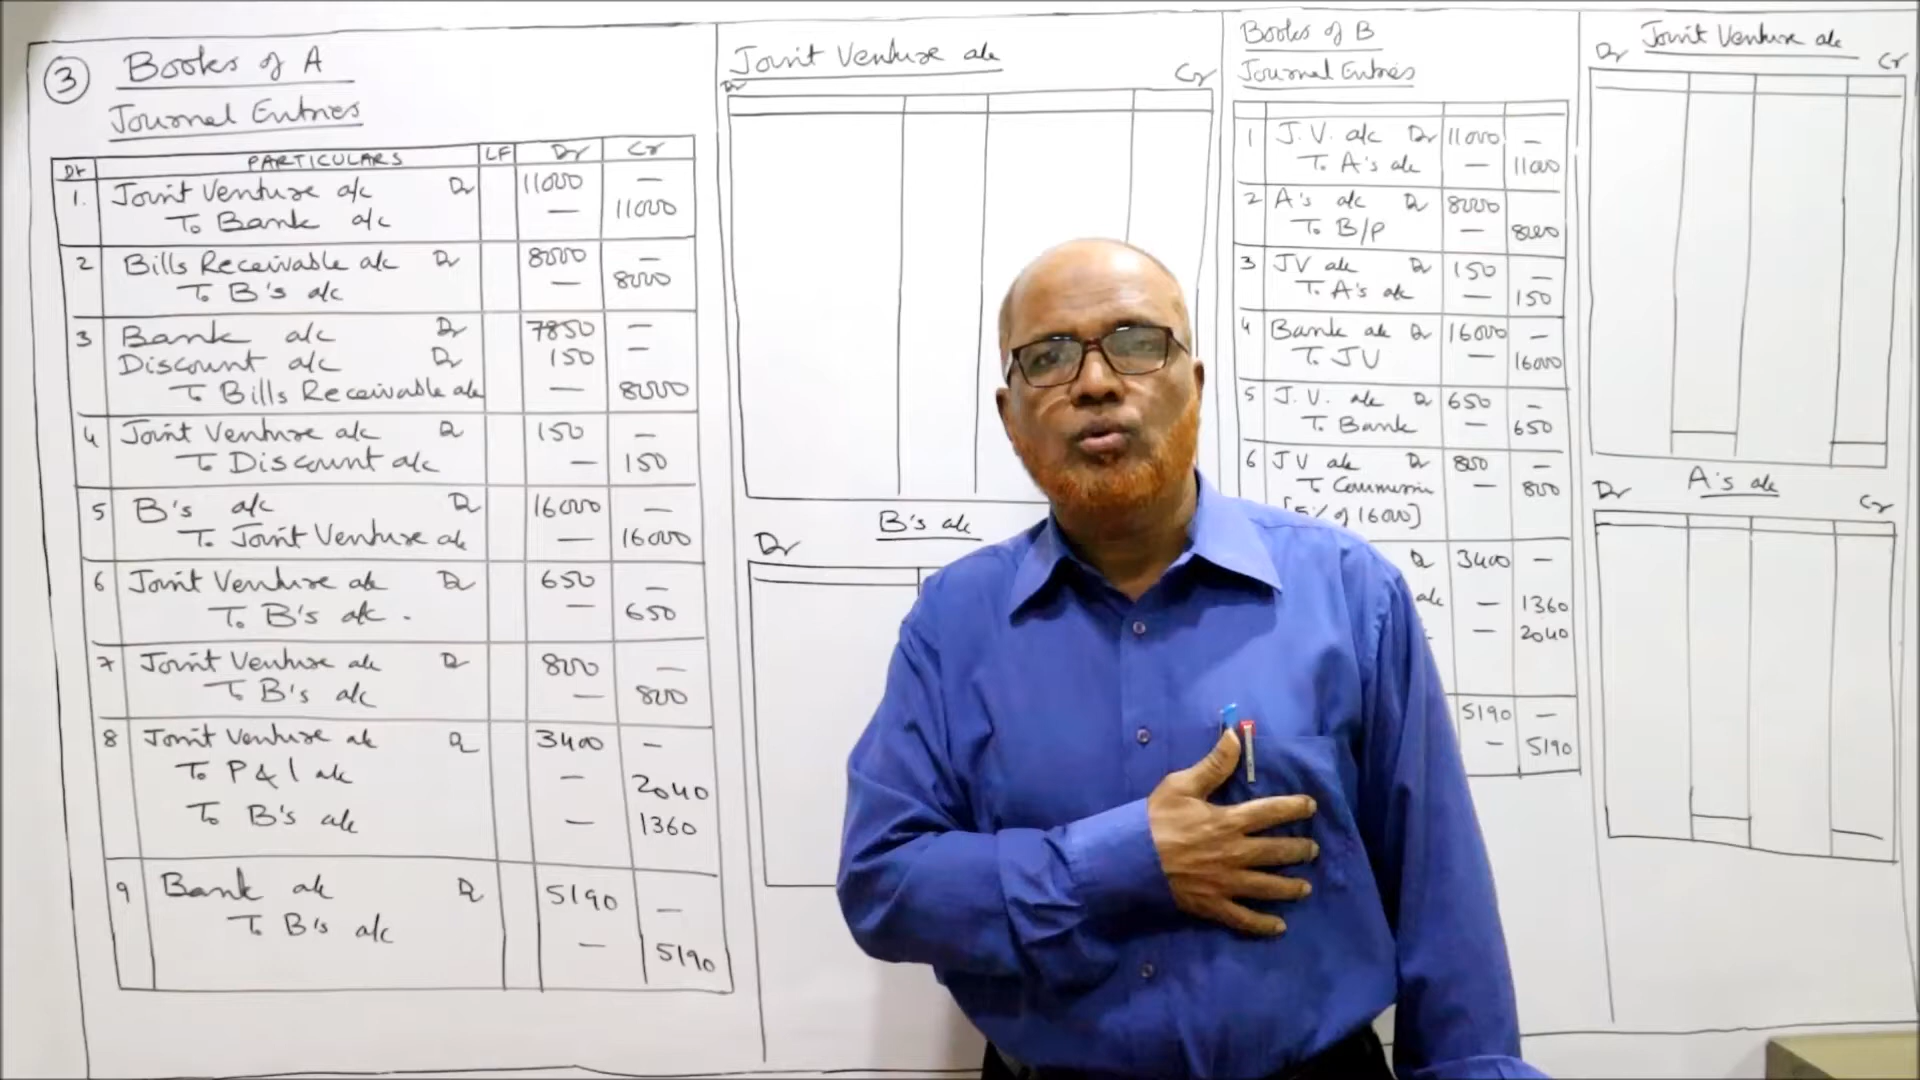 3 Books of A
Journal Entries
Dt PARTICULARS LF Dr Cr
1. Joint Venture a/c Dr 11000 —
To Bank a/c — 11000
2 Bills Receivable a/c Dr 8000 —
To B's a/c — 8000
3 Bank a/c Dr 7850 —
Discount a/c Dr 150 —
To Bills Receivable a/c — 8000
4 Joint Venture a/c Dr 150 —
To Discount a/c — 150
5 B's a/c Dr 16000 —
To Joint Venture a/c — 16000
6 Joint Venture a/c Dr 650 —
To B's a/c — 650
7 Joint Venture a/c Dr 800 —
To B's a/c — 800
8 Joint Venture a/c Dr 3400 —
To P & L a/c — 2040
To B's a/c — 1360
9 Bank a/c Dr 5190 —
To B's a/c — 5190
Joint Venture a/c
Dr Cr
B's a/c
Dr
Books of B
Journal Entries
1 J.V. a/c Dr 11000 —
To A's a/c — 11000
2 A's a/c Dr 8000
To B/P — 8000
3 JV a/c Dr 150 —
To A's a/c — 150
4 Bank a/c Dr 16000 —
To JV — 16000
5 J.V. a/c Dr 650 —
To Bank — 650
6 JV a/c Dr 800 —
To Commission — 800
[5% of 16000]
Dr 3400 —
a/c — 1360
— 2040
5190 —
— 5190
Joint Venture a/c
Dr Cr
A's a/c
Dr Cr